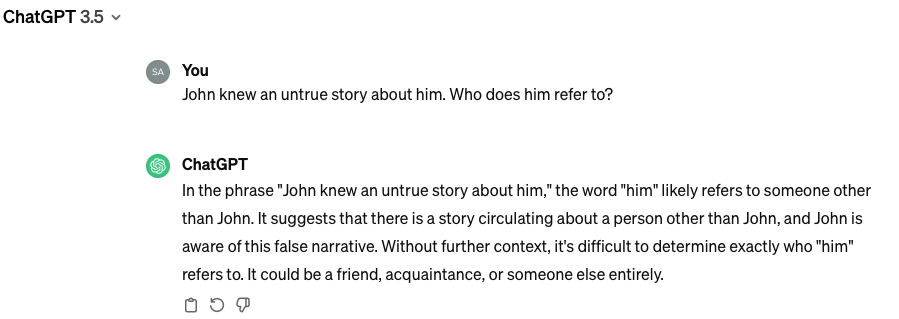 ChatGPT 3.5
SA
You
John knew an untrue story about him. Who does him refer to?
ChatGPT
In the phrase "John knew an untrue story about him," the word "him" likely refers to someone other
than John. It suggests that there is a story circulating about a person other than John, and John is
aware of this false narrative. Without further context, it's difficult to determine exactly who "him"
refers to. It could be a friend, acquaintance, or someone else entirely.